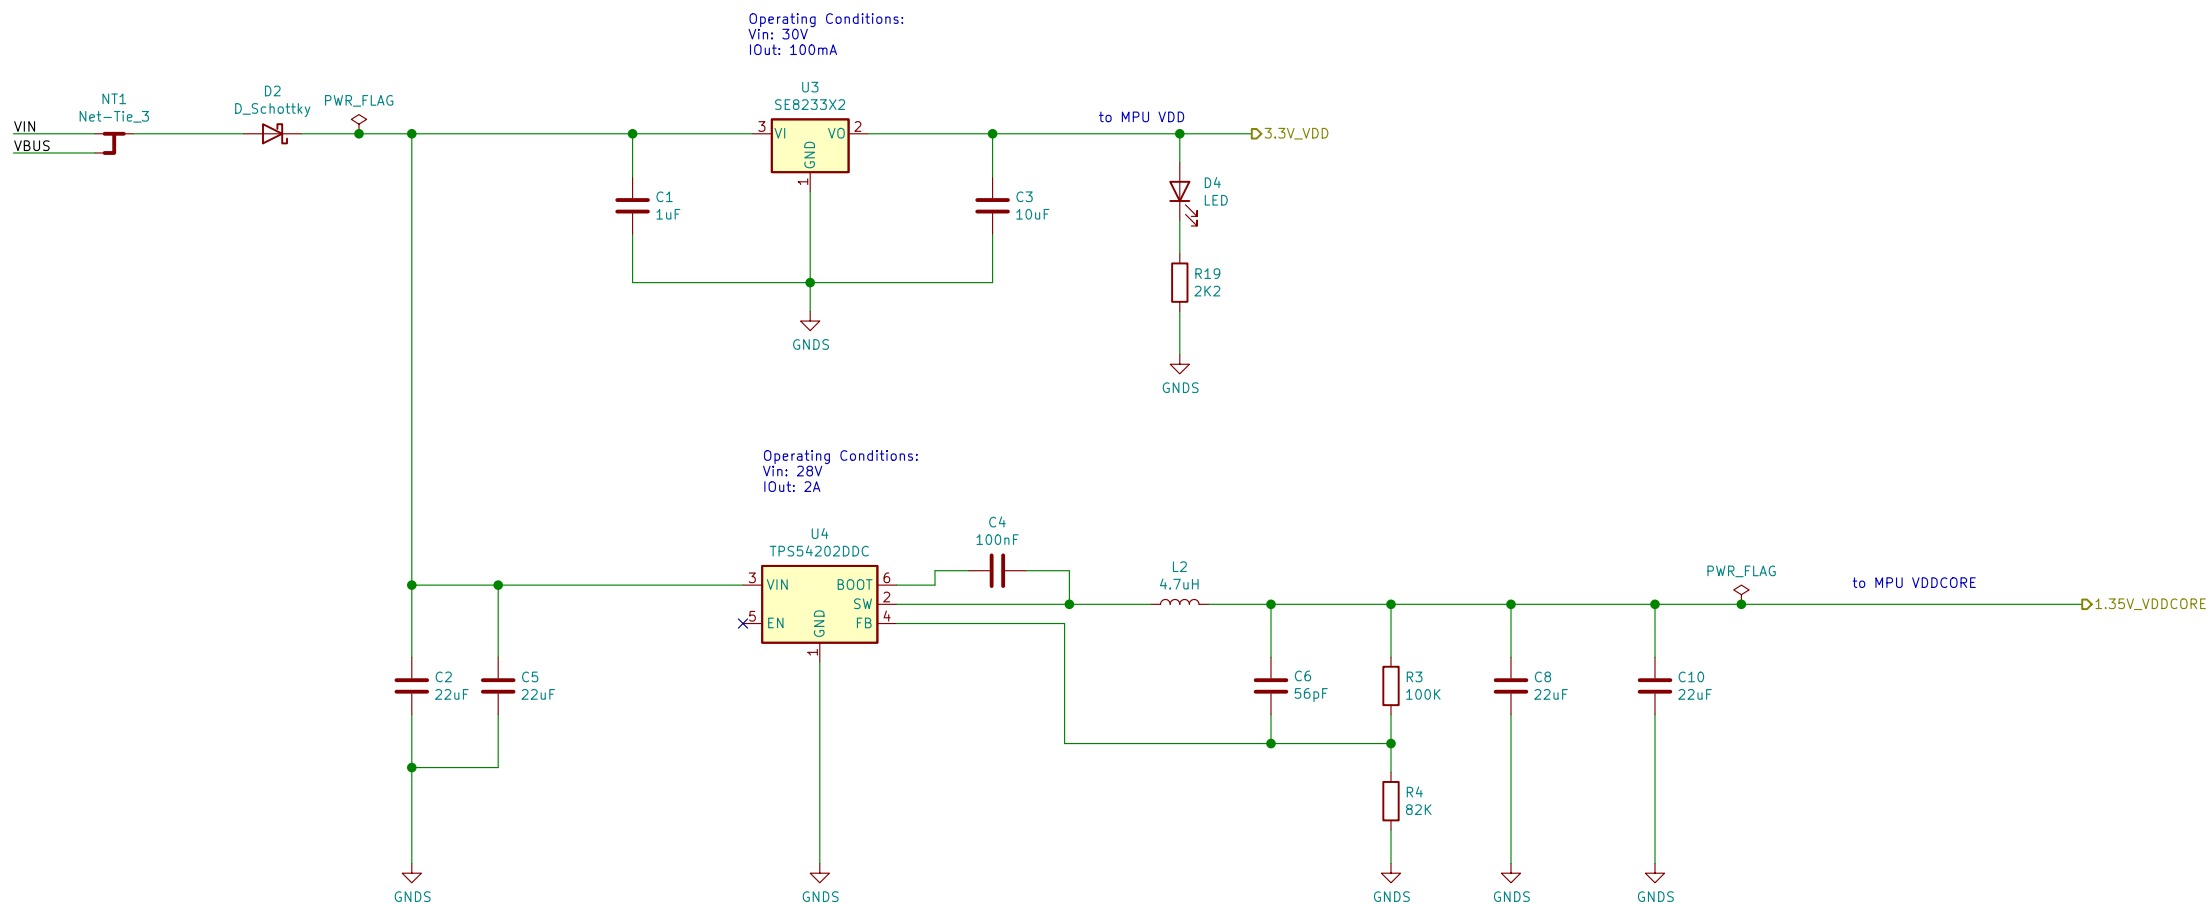 Operating Conditions:
Vin: 30V
IOut: 100mA
NT1
Net-Tie_3
D2
D_Schottky
PWR_FLAG
U3
SE8233X2
to MPU VDD
VIN
VBUS
3
VI
VO
2
GND
1
3.3V_VDD
C1
1uF
C3
10uF
D4
LED
R19
2K2
GNDS
GNDS
Operating Conditions:
Vin: 28V
IOut: 2A
U4
TPS54202DDC
C4
100nF
L2
4.7uH
PWR_FLAG
to MPU VDDCORE
3
VIN
BOOT
6
SW
2
5
EN
FB
4
GND
1
1.35V_VDDCORE
C2
22uF
C5
22uF
C6
56pF
R3
100K
C8
22uF
C10
22uF
R4
82K
GNDS
GNDS
GNDS
GNDS
GNDS